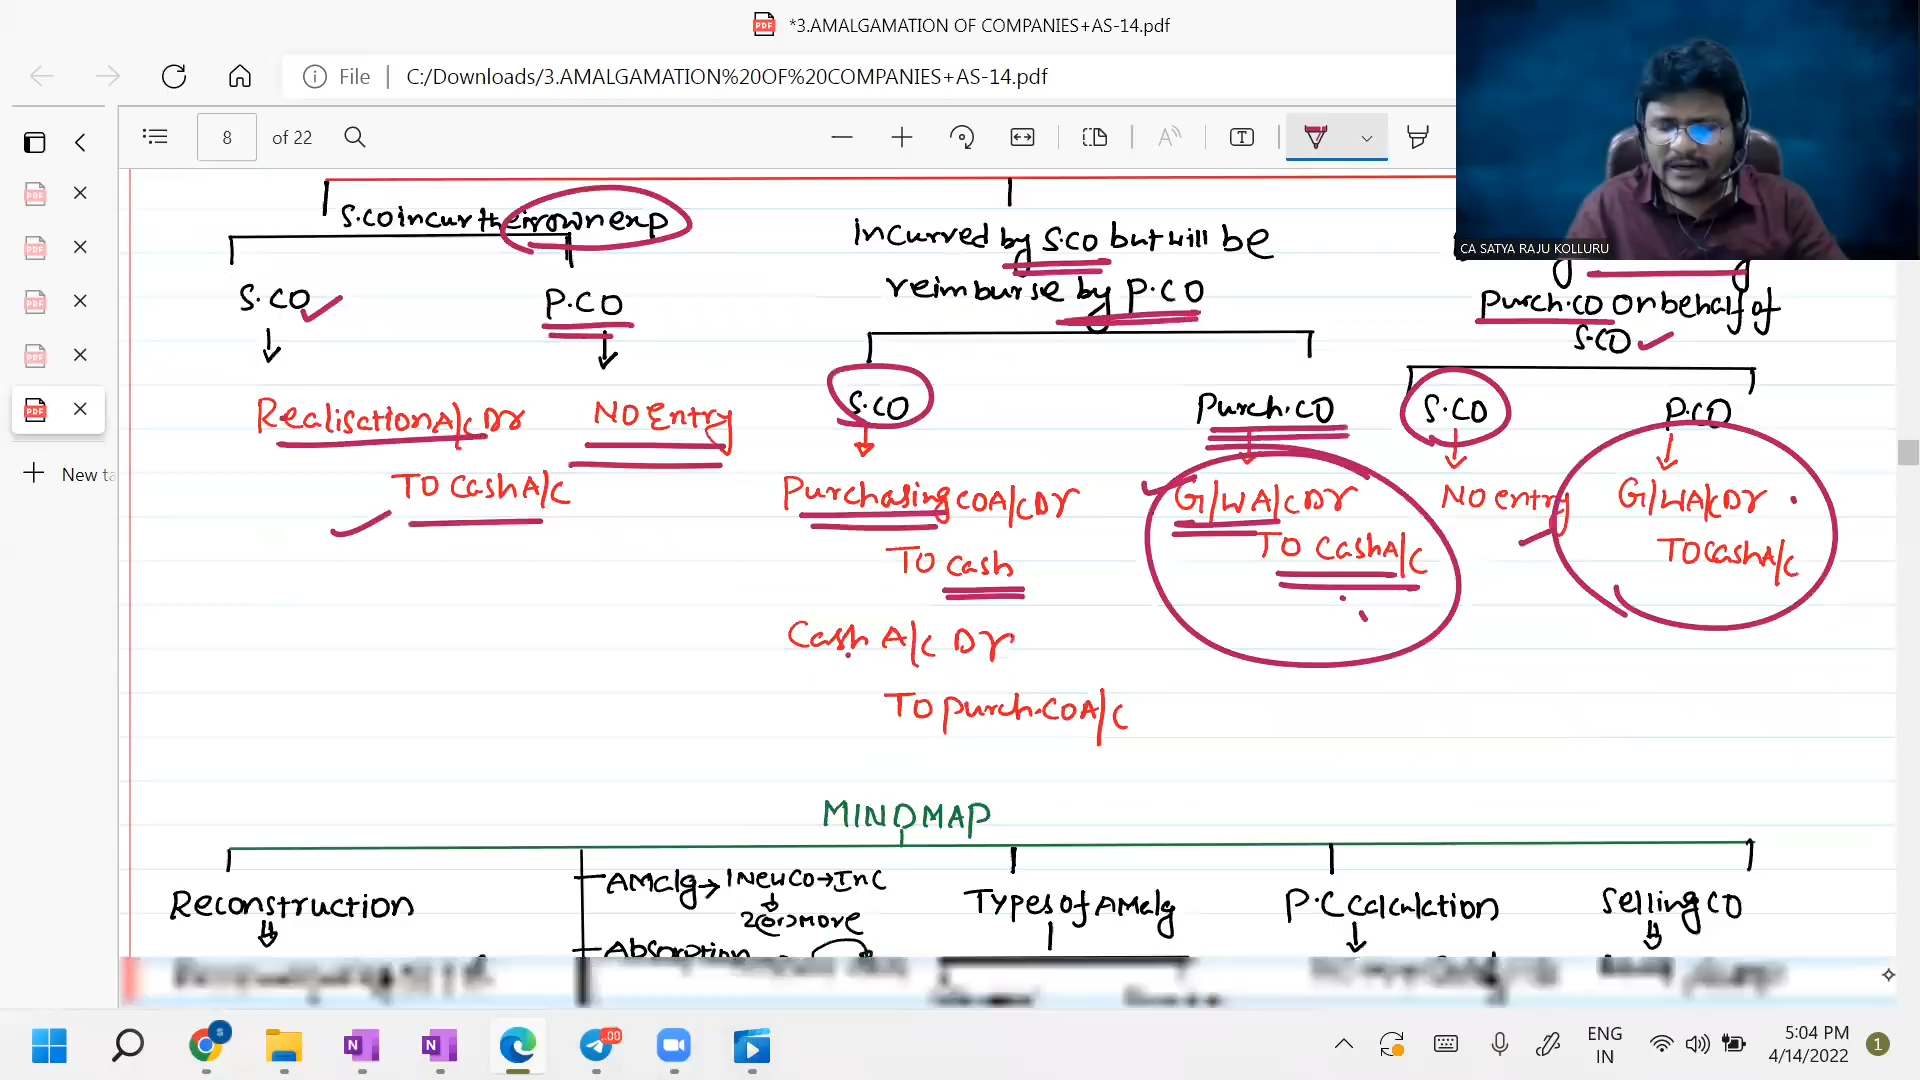 *3.AMALGAMATION OF COMPANIES+AS-14.pdf
File
C:/Downloads/3.AMALGAMATION%20OF%20COMPANIES+AS-14.pdf
8 of 22
CA SATYA RAJU KOLLURU
New ta
S.co incur their own exp
S.CO
P.CO
Realisation A/c Dr
NO Entry
TO Cash A/C
Incurred by S.CO but will be
reimburse by P.CO
S.CO
Purch.CO
Purchasing CO A/C Dr
TO Cash
Cash A/C Dr
TO purch.CO A/C
G/W A/C Dr
TO Cash A/C
Purch.co on behalf of
S.CO
S.CO
P.CO
NO entry
G/W A/C Dr
TO Cash A/C
MINDMAP
Reconstruction
AMalg → 1 New Co → Inc
2 (or) more
Absorption
Types of AMalg
P.C Calculation
Selling CO
ENG
IN
5:04 PM
4/14/2022
1